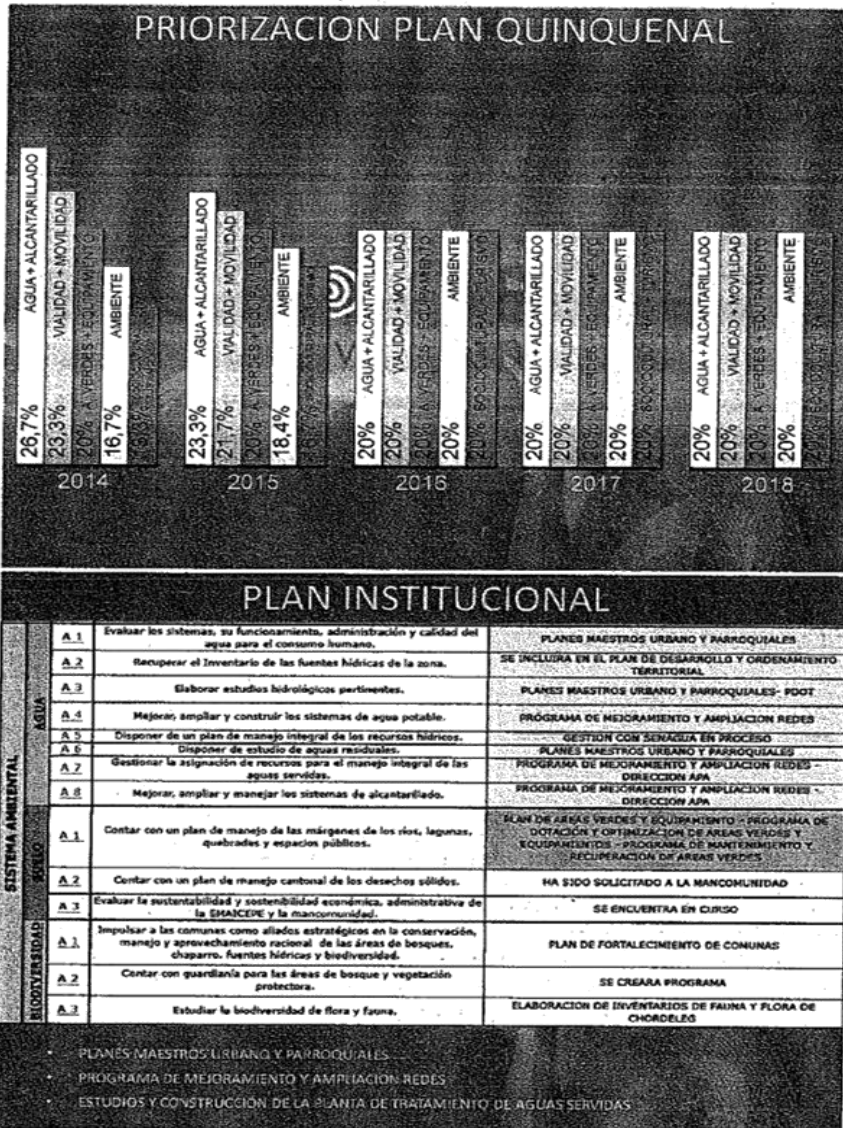 PRIORIZACION PLAN QUINQUENAL
26,7% AGUA + ALCANTARILLADO
23,3% VIALIDAD + MOVILIDAD
20% A VERDES + EQUIPAMIENTO
16,7% AMBIENTE
2014
23,3% AGUA + ALCANTARILLADO
21,7% VIALIDAD + MOVILIDAD
20% A VERDES + EQUIPAMIENTO
18,4% AMBIENTE
2015
20% AGUA + ALCANTARILLADO
20% VIALIDAD + MOVILIDAD
20% A VERDES + EQUIPAMIENTO
20% AMBIENTE
20% SOCIOCULTURAL + TURISMO
2016
20% AGUA + ALCANTARILLADO
20% VIALIDAD + MOVILIDAD
20% A VERDES + EQUIPAMIENTO
20% AMBIENTE
20% SOCIOCULTURAL + TURISMO
2017
20% AGUA + ALCANTARILLADO
20% VIALIDAD + MOVILIDAD
20% A VERDES + EQUIPAMIENTO
20% AMBIENTE
2018
PLAN INSTITUCIONAL
SISTEMA AMBIENTAL
AGUA
A 1 Evaluar los sistemas, su funcionamiento, administración y calidad del
agua para el consumo humano.
PLANES MAESTROS URBANO Y PARROQUIALES
A 2 Recuperar el Inventario de las fuentes hídricas de la zona.
SE INCLUIRA EN EL PLAN DE DESARROLLO Y ORDENAMIENTO
TERRITORIAL
A 3 Elaborar estudios hidrológicos pertinentes.
PLANES MAESTROS URBANO Y PARROQUIALES- PDOT
A 4 Mejorar, ampliar y construir los sistemas de agua potable.
PROGRAMA DE MEJORAMIENTO Y AMPLIACION REDES
A 5 Disponer de un plan de manejo integral de los recursos hídricos.
GESTION CON SENAGUA EN PROCESO
A 6 Disponer de estudio de aguas residuales.
PLANES MAESTROS URBANO Y PARROQUIALES
A 7 Gestionar la asignación de recursos para el manejo integral de las
aguas servidas.
PROGRAMA DE MEJORAMIENTO Y AMPLIACION REDES -
DIRECCION APA
A 8 Mejorar, ampliar y manejar los sistemas de alcantarillado.
PROGRAMA DE MEJORAMIENTO Y AMPLIACION REDES -
DIRECCION APA
SUELO
A 1 Contar con un plan de manejo de las márgenes de los ríos, lagunas,
quebradas y espacios públicos.
PLAN DE AREAS VERDES Y EQUIPAMIENTO - PROGRAMA DE
DOTACIÓN Y OPTIMIZACION DE AREAS VERDES Y
EQUIPAMIENTOS - PROGRAMA DE MANTENIMIENTO Y
RECUPERACION DE AREAS VERDES
A 2 Contar con un plan de manejo cantonal de los desechos sólidos.
HA SIDO SOLICITADO A LA MANCOMUNIDAD
A 3 Evaluar la sustentabilidad y sostenibilidad económica, administrativa de
la EMAICEPE y la mancomunidad.
SE ENCUENTRA EN CURSO
BIODIVERSIDAD
A 1 Impulsar a las comunas como aliados estratégicos en la conservación,
manejo y aprovechamiento racional de las áreas de bosques,
chaparro, fuentes hídricas y biodiversidad.
PLAN DE FORTALECIMIENTO DE COMUNAS
A 2 Contar con guardianía para las áreas de bosque y vegetación
protectora.
SE CREARA PROGRAMA
A 3 Estudiar la biodiversidad de flora y fauna.
ELABORACION DE INVENTARIOS DE FAUNA Y FLORA DE
CHORDELEG
• PLANES MAESTROS URBANO Y PARROQUIALES
• PROGRAMA DE MEJORAMIENTO Y AMPLIACION REDES
• ESTUDIOS Y CONSTRUCCIÓN DE LA PLANTA DE TRATAMIENTO DE AGUAS SERVIDAS